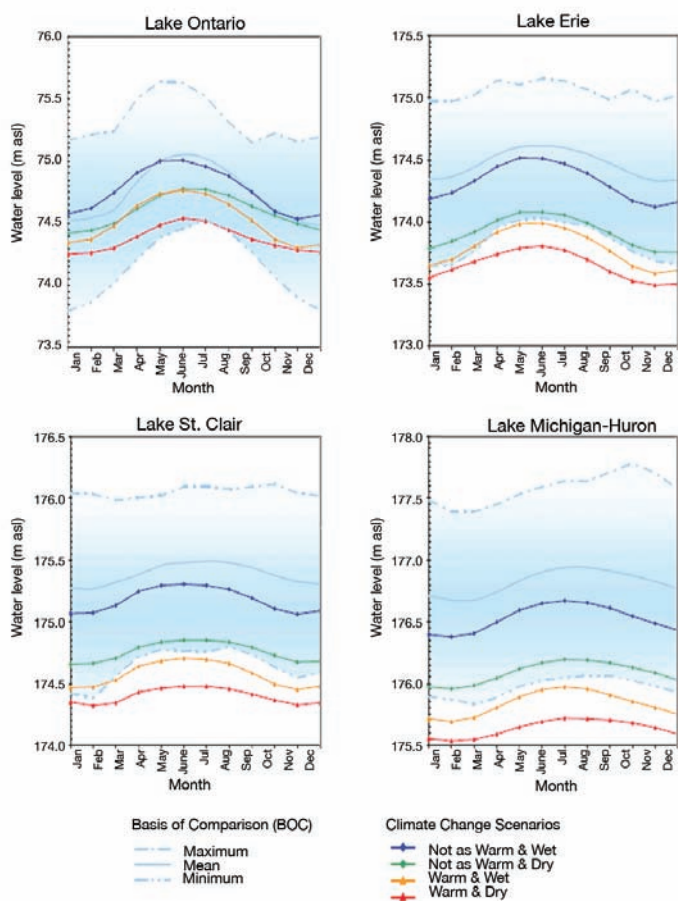 Lake Ontario
76.0
75.5
75.0
74.5
74.0
73.5
Water level (m asl)
Jan
Feb
Mar
Apr
May
June
July
Aug
Sep
Oct
Nov
Dec
Month
Lake Erie
175.5
175.0
174.5
174.0
173.5
173.0
Water level (m asl)
Jan
Feb
Mar
Apr
May
June
July
Aug
Sep
Oct
Nov
Dec
Month
Lake St. Clair
176.5
176.0
175.5
175.0
174.5
174.0
Water level (m asl)
Jan
Feb
Mar
Apr
May
June
July
Aug
Sep
Oct
Nov
Dec
Month
Lake Michigan-Huron
178.0
177.5
177.0
176.5
176.0
175.5
Water level (m asl)
Jan
Feb
Mar
Apr
May
June
July
Aug
Sep
Oct
Nov
Dec
Month
Basis of Comparison (BOC)
Maximum
Mean
Minimum
Climate Change Scenarios
Not as Warm & Wet
Not as Warm & Dry
Warm & Wet
Warm & Dry